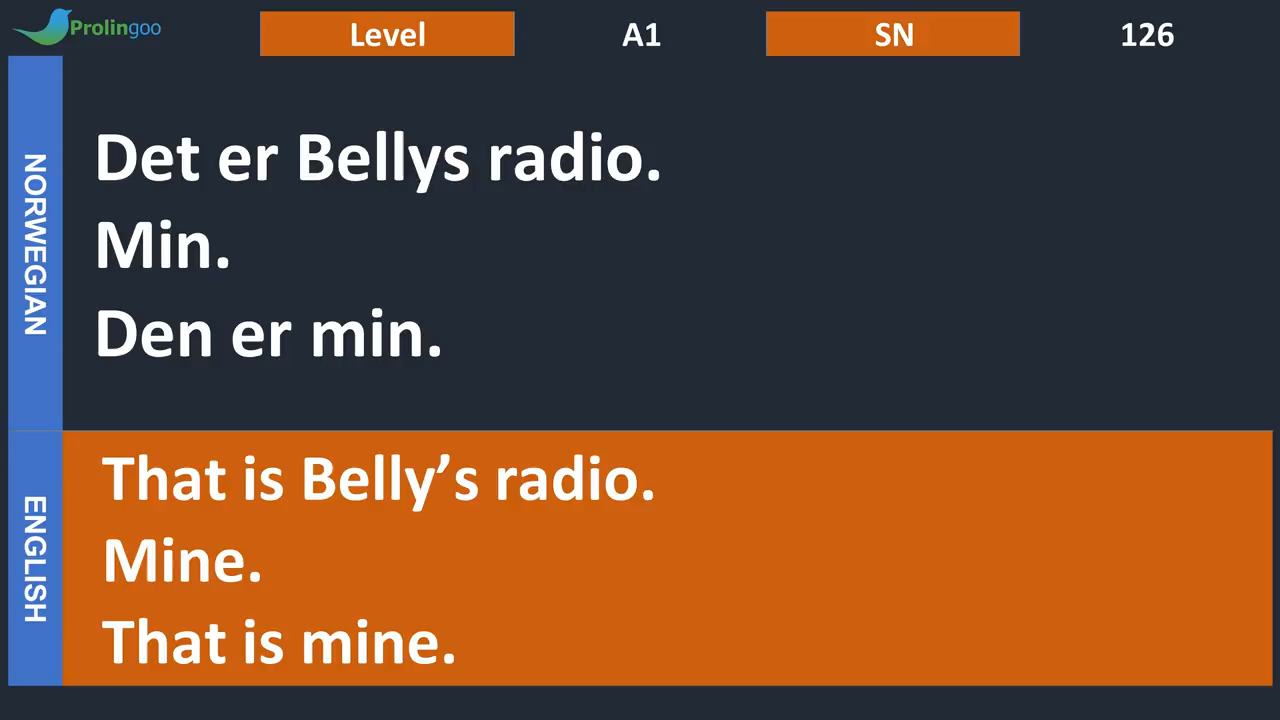 Prolingoo
Level A1 SN 126
NORWEGIAN
Det er Bellys radio.
Min.
Den er min.
ENGLISH
That is Belly’s radio.
Mine.
That is mine.